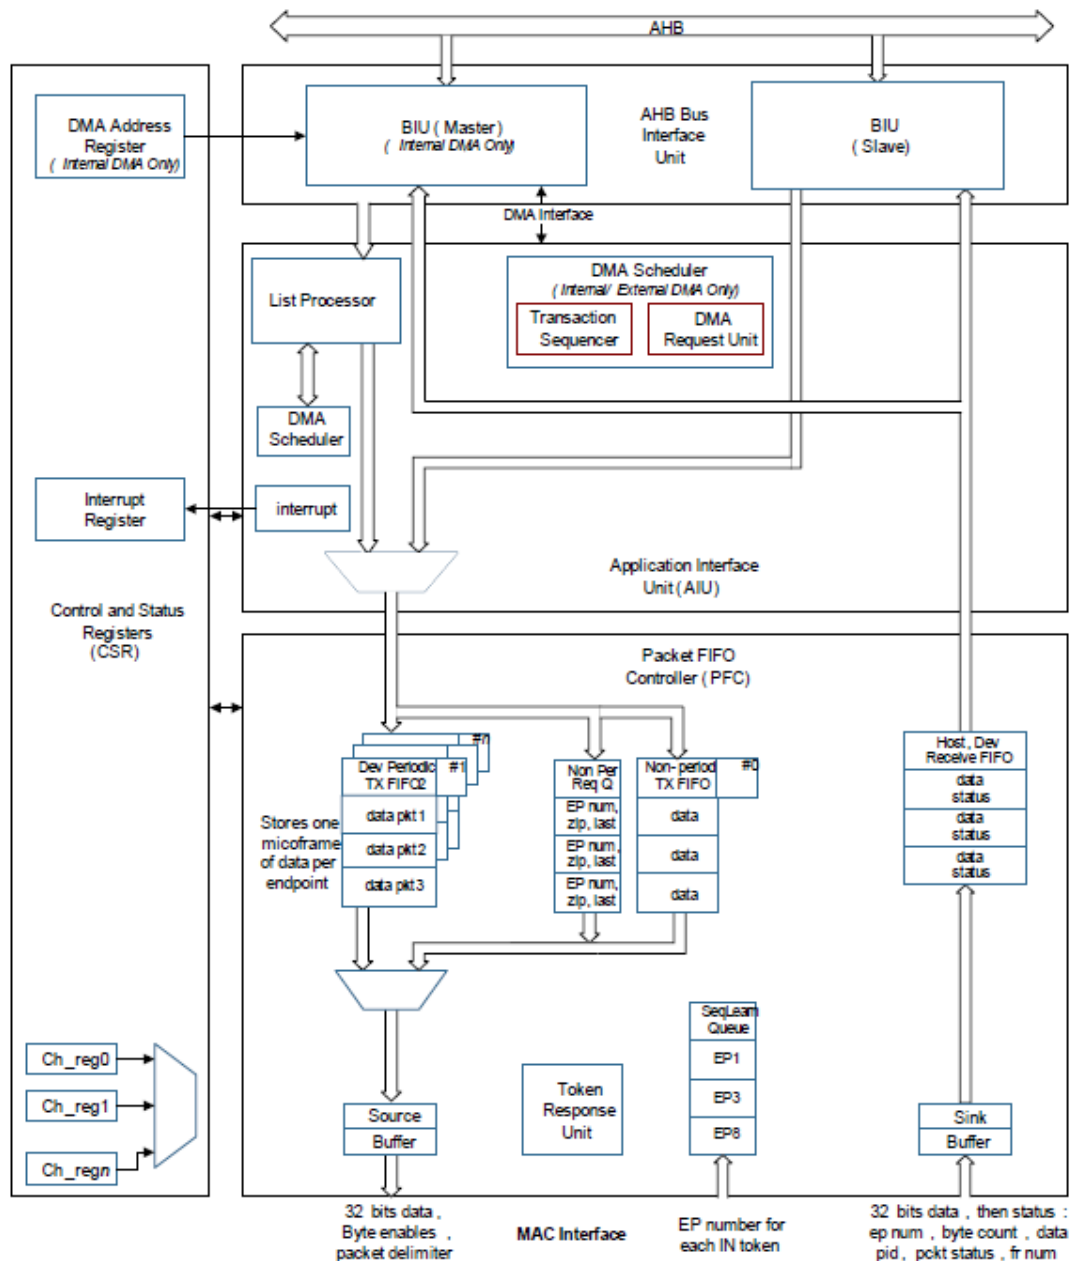 AHB
DMA Address
Register
( Internal DMA Only)
BIU ( Master)
( Internal DMA Only)
AHB Bus
Interface
Unit
BIU
( Slave)
DMA Interface
List Processor
DMA Scheduler
( Internal/ External DMA Only)
Transaction
Sequencer
DMA
Request Unit
DMA
Scheduler
Interrupt
Register
interrupt
Application Interface
Unit ( AIU)
Control and Status
Registers
(CSR)
Packet FIFO
Controller ( PFC)
#n
#1
Dev Periodic
TX FIFO2
data pkt1
data pkt2
data pkt3
Stores one
micoframe
of data per
endpoint
Non Per
Req Q
EP num,
zlp, last
EP num,
zlp, last
EP num,
zlp, last
Non- period
TX FIFO
#0
data
data
data
Host, Dev
Receive FIFO
data
status
data
status
data
status
SeqLearn
Queue
EP1
EP3
EP8
Ch_reg0
Ch_reg1
Ch_regn
Token
Response
Unit
Source
Buffer
Sink
Buffer
32 bits data ,
Byte enables ,
packet delimiter
MAC Interface
EP number for
each IN token
32 bits data , then status :
ep num , byte count , data
pid , pckt status , fr num